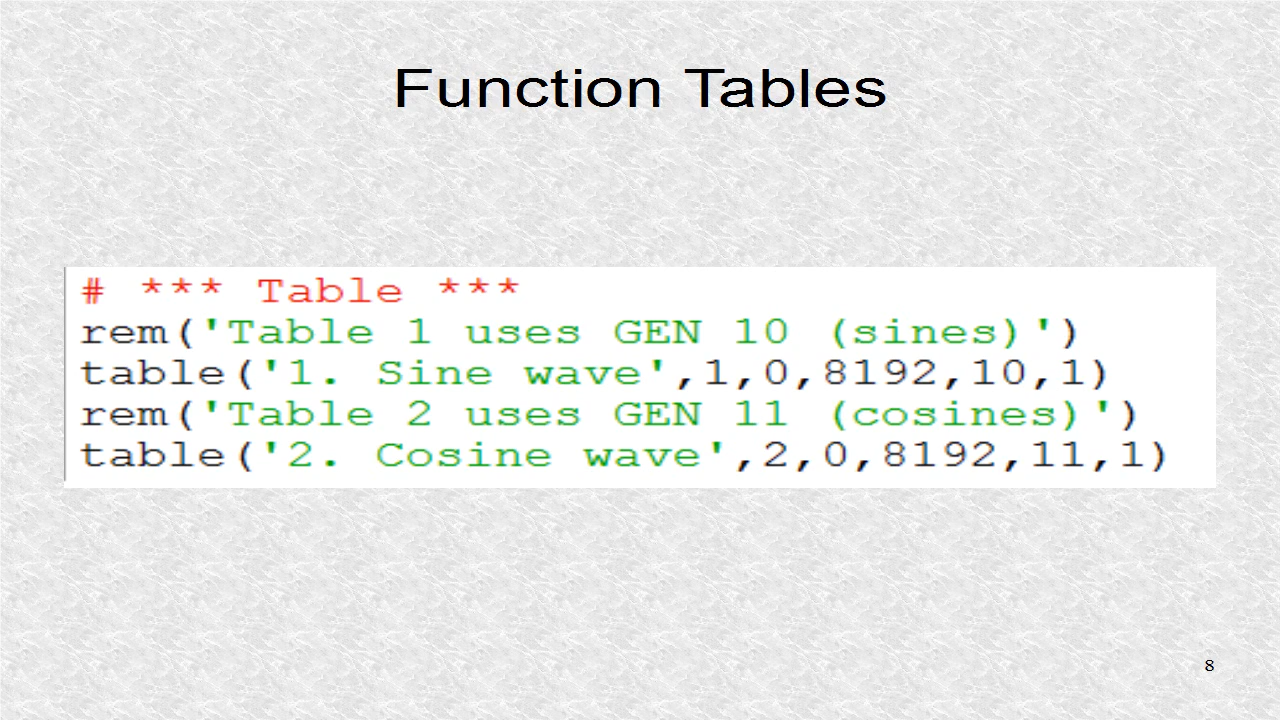 Function Tables
# *** Table ***
rem('Table 1 uses GEN 10 (sines)')
table('1. Sine wave',1,0,8192,10,1)
rem('Table 2 uses GEN 11 (cosines)')
table('2. Cosine wave',2,0,8192,11,1)
8